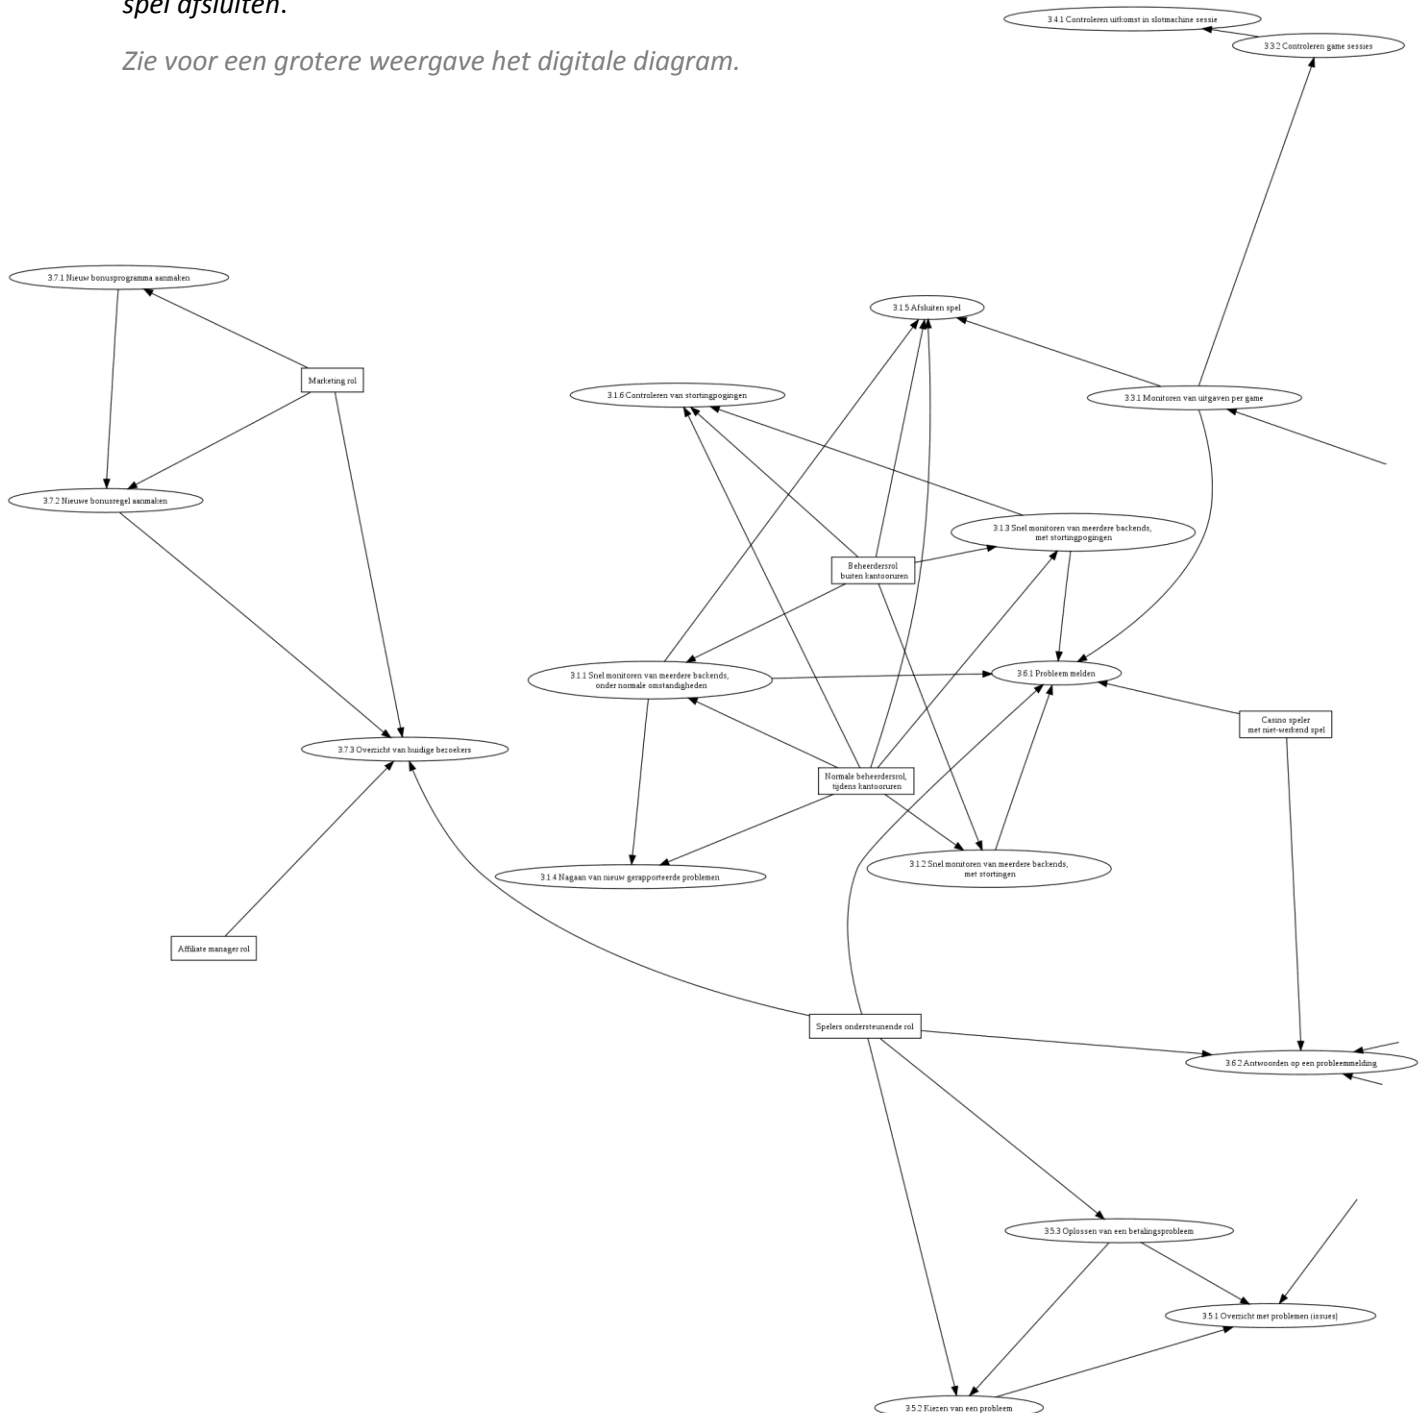 spel afsluiten.
Zie voor een grotere weergave het digitale diagram.
3.4.1 Controleren uitkomst in slotmachine sessie
3.3.2 Controleren game sessies
3.7.1 Nieuw bonusprogramma aanmaken
3.1.5 Afsluiten spel
Marketing rol
3.1.6 Controleren van stortingpogingen
3.3.1 Monitoren van uitgaven per game
3.7.2 Nieuwe bonusregel aanmaken
3.1.3 Snel monitoren van meerdere backends,
met stortingpogingen
Beheerdersrol
buiten kantooruren
3.1.1 Snel monitoren van meerdere backends,
onder normale omstandigheden
3.6.1 Probleem melden
Casino speler
met niet-werkend spel
3.7.3 Overzicht van huidige bezoekers
Normale beheerdersrol,
tijdens kantooruren
3.1.2 Snel monitoren van meerdere backends,
met stortingen
3.1.4 Nagaan van nieuw gerapporteerde problemen
Affiliate manager rol
Spelers ondersteunende rol
3.6.2 Antwoorden op een probleemmelding
3.5.3 Oplossen van een betalingsprobleem
3.5.1 Overzicht met problemen (issues)
3.5.2 Kiezen van een probleem